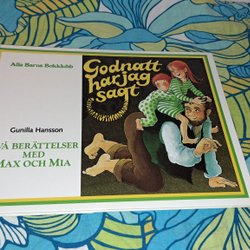 Alla Barns Bokklubb
Godnatt
har jag
sagt
Gunilla Hansson
VÅ BERÄTTELSER
MED
MAX OCH MIA